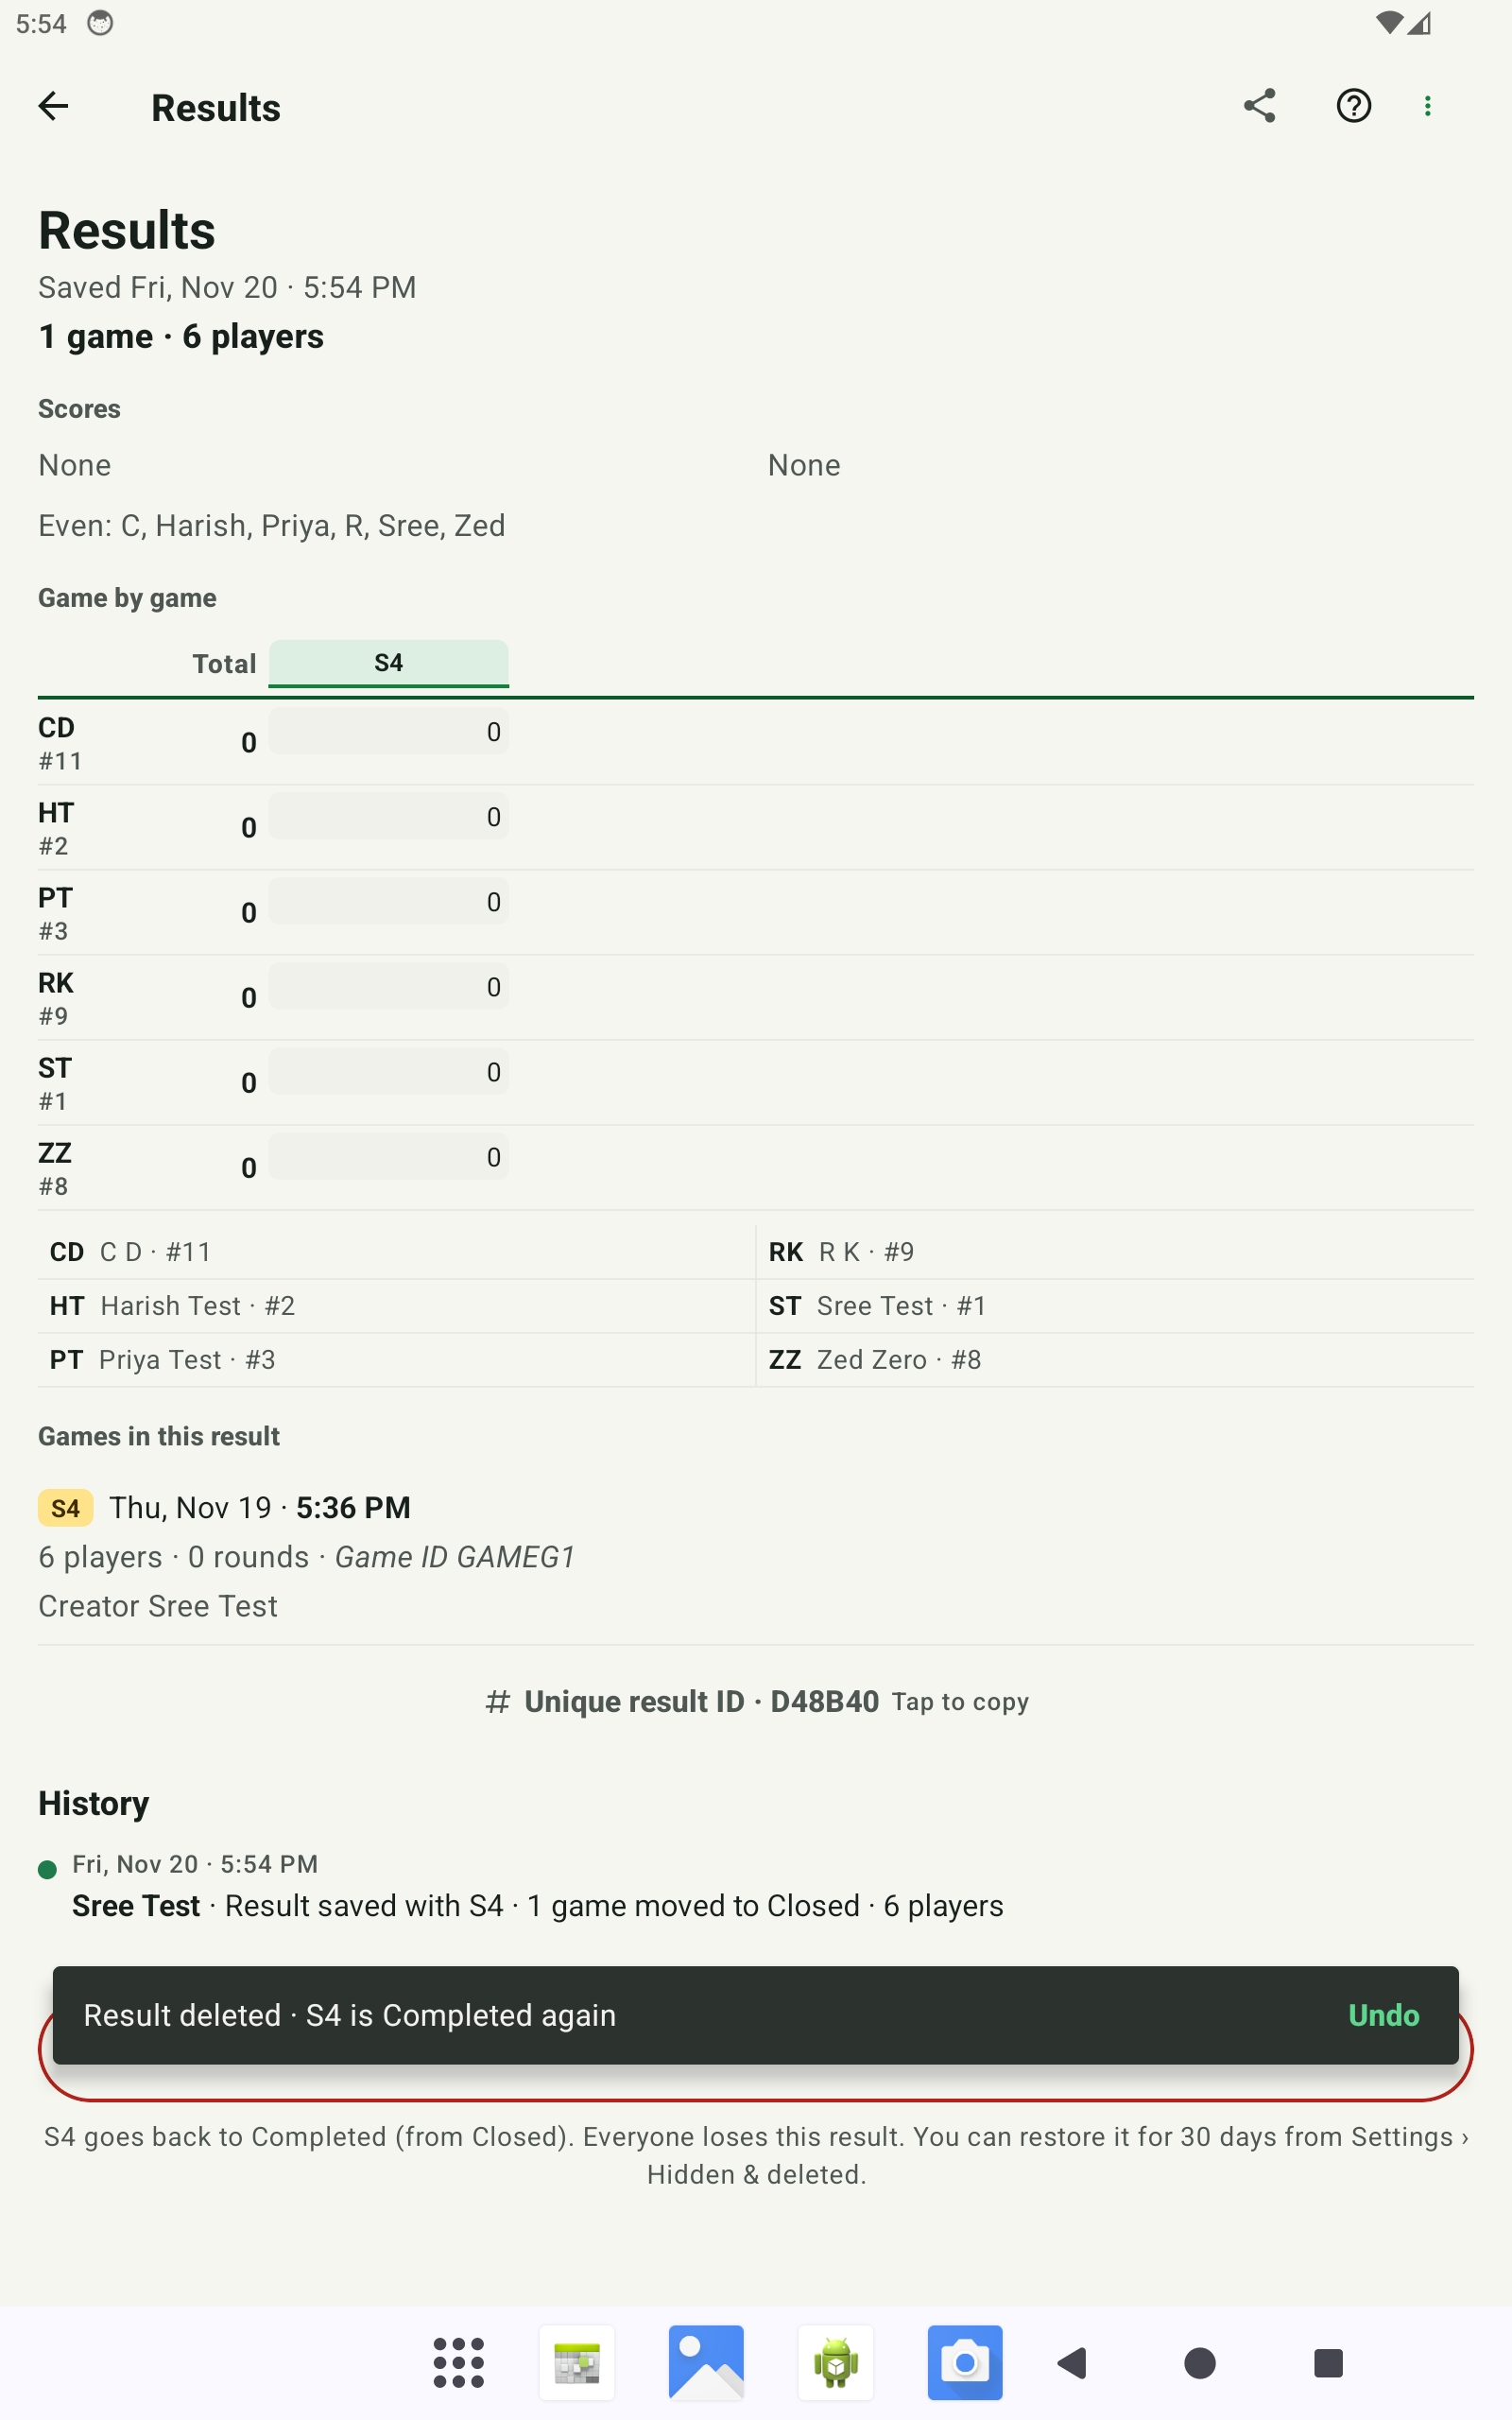 5:54
Results
Results
Saved Fri, Nov 20 · 5:54 PM
1 game · 6 players
Scores
None None
Even: C, Harish, Priya, R, Sree, Zed
Game by game
Total S4
CD 0 0
#11
HT 0 0
#2
PT 0 0
#3
RK 0 0
#9
ST 0 0
#1
ZZ 0 0
#8
CD C D · #11 RK R K · #9
HT Harish Test · #2 ST Sree Test · #1
PT Priya Test · #3 ZZ Zed Zero · #8
Games in this result
S4 Thu, Nov 19 · 5:36 PM
6 players · 0 rounds · Game ID GAMEG1
Creator Sree Test
# Unique result ID · D48B40 Tap to copy
History
Fri, Nov 20 · 5:54 PM
Sree Test · Result saved with S4 · 1 game moved to Closed · 6 players
Result deleted · S4 is Completed again Undo
S4 goes back to Completed (from Closed). Everyone loses this result. You can restore it for 30 days from Settings ›
Hidden & deleted.